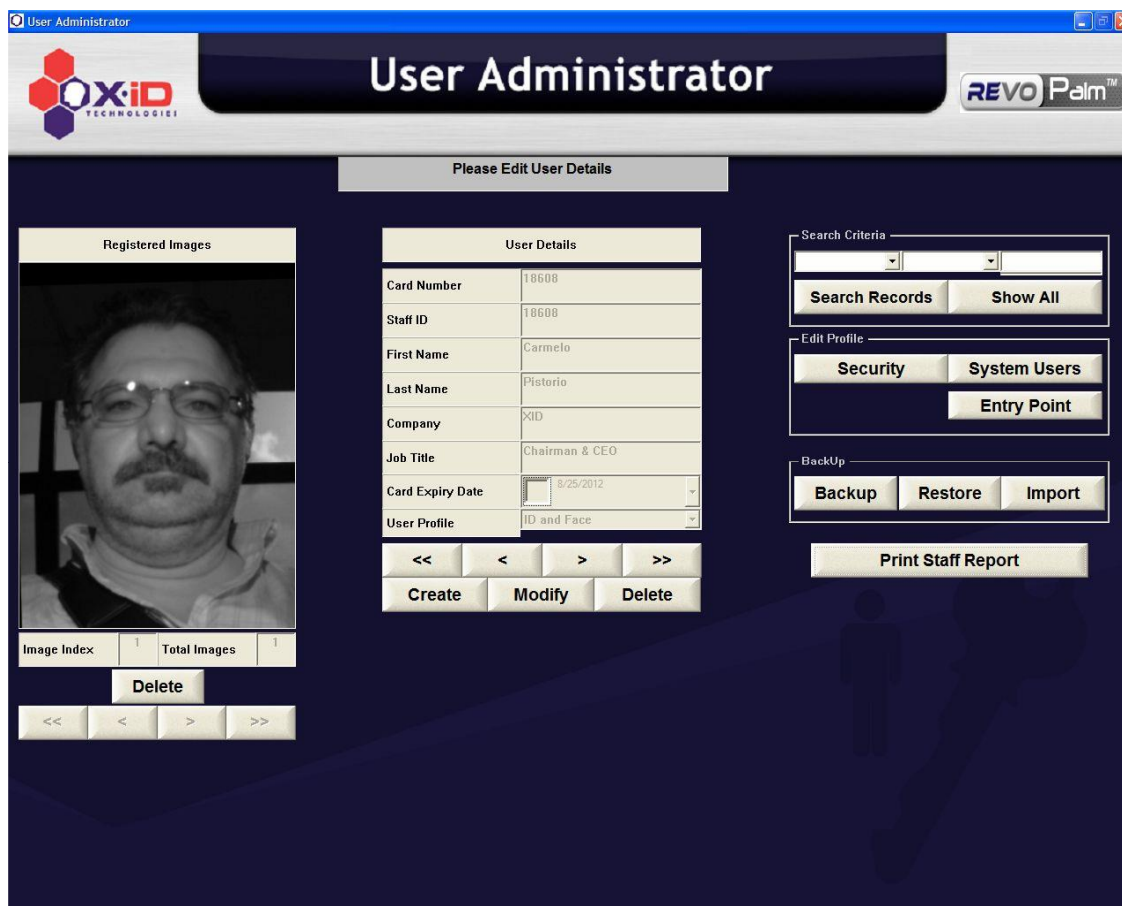 User Administrator
X·iD
TECHNOLOGIES
User Administrator
REVO Palm™
Please Edit User Details
Registered Images
Image Index 1 Total Images 1
Delete
<< < > >>
User Details
Card Number 18608
Staff ID 18608
First Name Carmelo
Last Name Pistorio
Company XID
Job Title Chairman & CEO
Card Expiry Date 8/25/2012
User Profile ID and Face
<< < > >>
Create Modify Delete
Search Criteria
Search Records Show All
Edit Profile
Security System Users
Entry Point
BackUp
Backup Restore Import
Print Staff Report